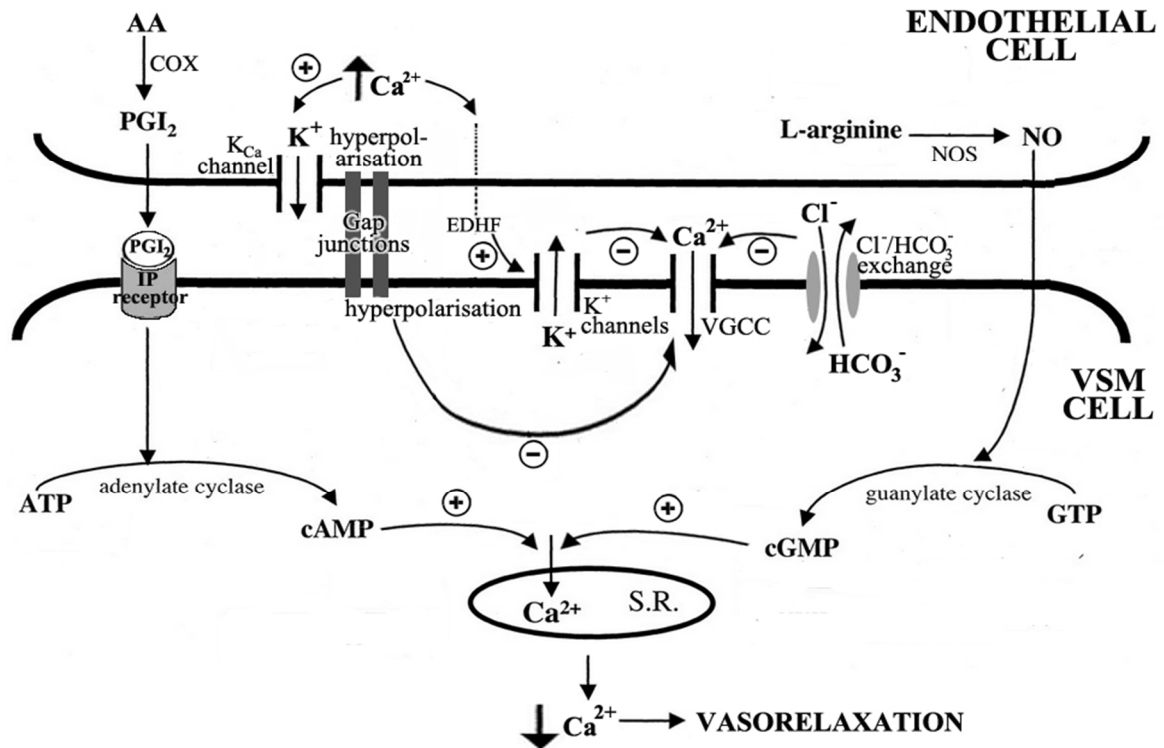 AA
COX
PGI₂
⊕
Ca²⁺
K_Ca
channel
K⁺
hyperpol-
arisation
ENDOTHELIAL
CELL
L-arginine
NOS
NO
Gap
junctions
EDHF
⊕
⊖
Ca²⁺
⊖
Cl⁻
Cl⁻/HCO₃⁻
exchange
PGI₂
IP
receptor
hyperpolarisation
K⁺
K⁺
channels
VGCC
HCO₃⁻
VSM
CELL
⊖
ATP
adenylate cyclase
cAMP
⊕
⊕
cGMP
guanylate cyclase
GTP
Ca²⁺
S.R.
Ca²⁺
VASORELAXATION